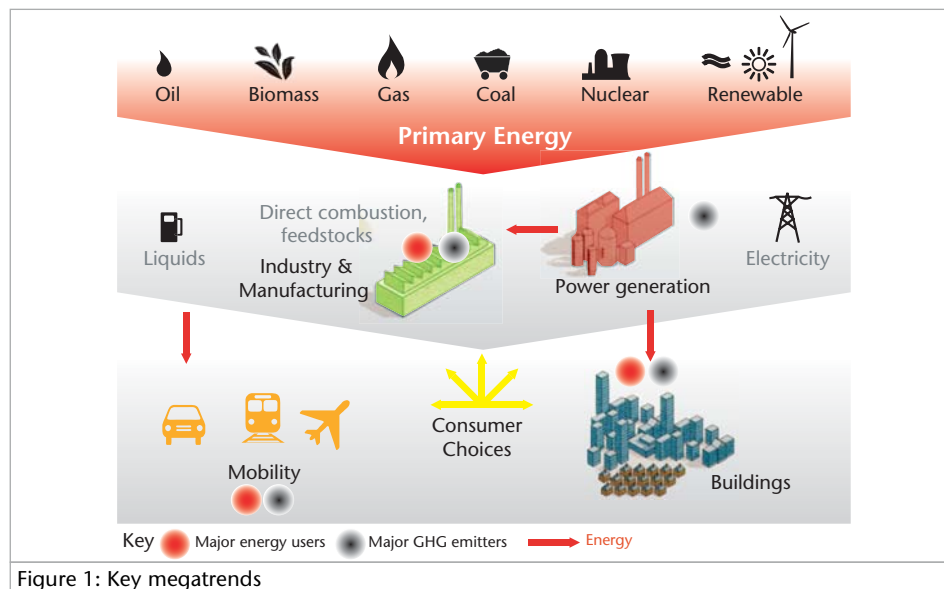 Oil Biomass Gas Coal Nuclear Renewable
Primary Energy
Liquids
Direct combustion,
feedstocks
Industry &
Manufacturing
Power generation
Electricity
Mobility
Consumer
Choices
Buildings
Key Major energy users Major GHG emitters Energy
Figure 1: Key megatrends